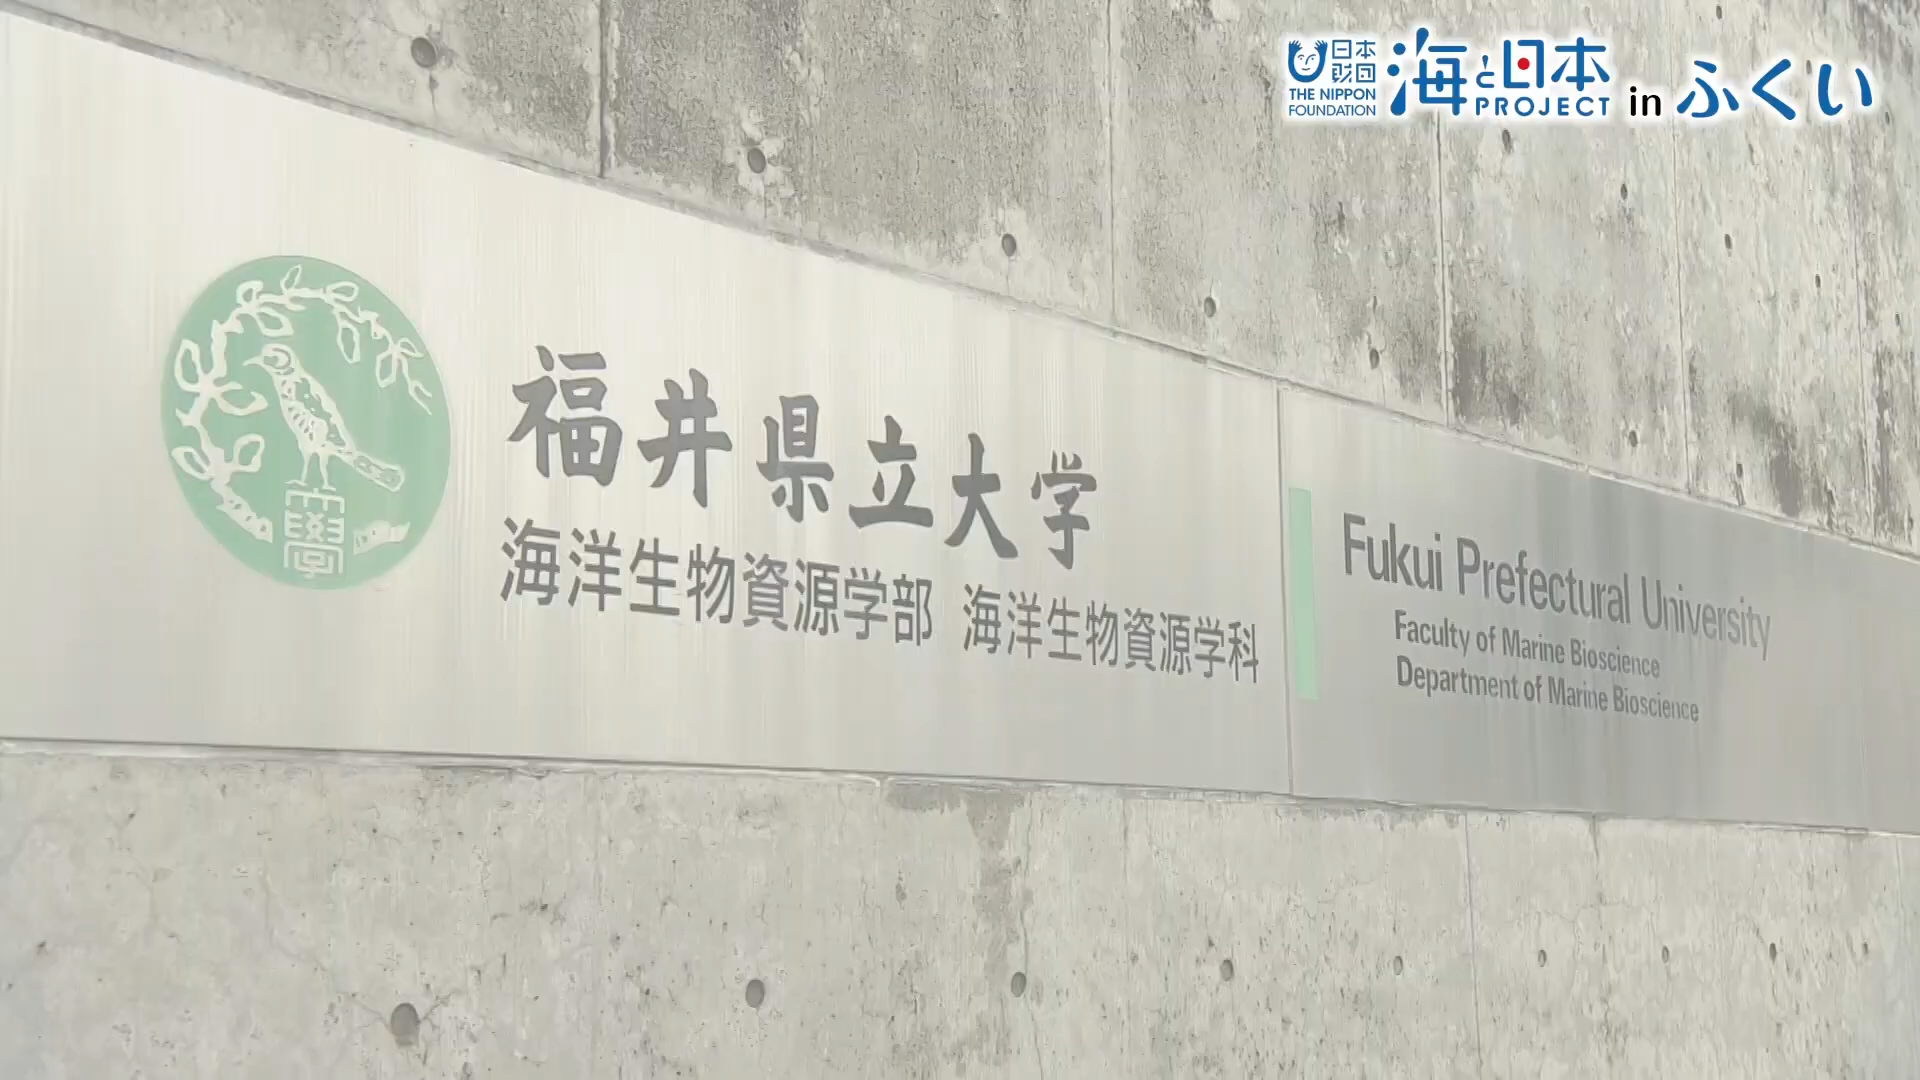 日本
財団
THE NIPPON
FOUNDATION
海と日本
PROJECT
in ふくい
福井県立大学
海洋生物資源学部 海洋生物資源学科
Fukui Prefectural University
Faculty of Marine Bioscience
Department of Marine Bioscience
學